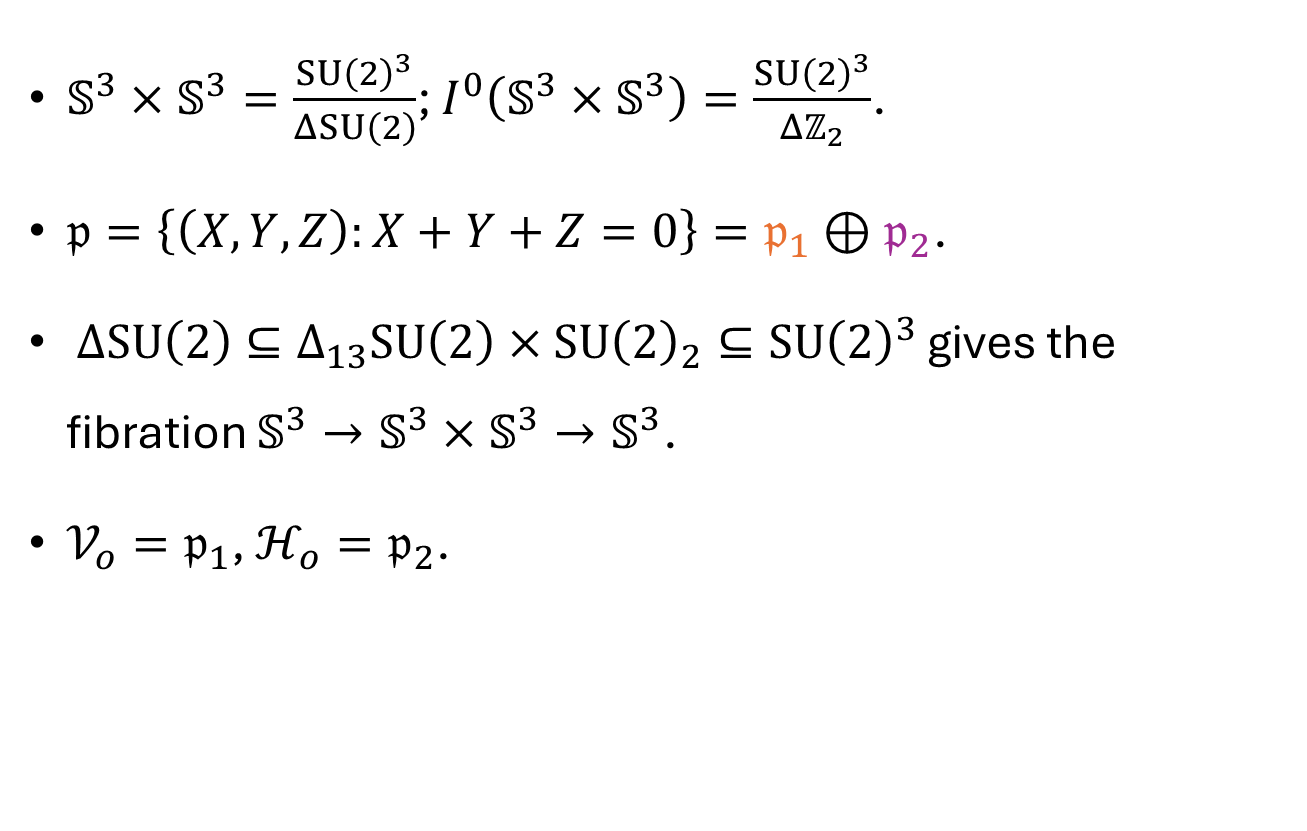 • 𝕊³ × 𝕊³ = SU(2)³/ΔSU(2); I⁰(𝕊³ × 𝕊³) = SU(2)³/Δℤ₂.
• 𝔭 = {(X, Y, Z): X + Y + Z = 0} = 𝔭₁ ⊕ 𝔭₂.
• ΔSU(2) ⊆ Δ₁₃SU(2) × SU(2)₂ ⊆ SU(2)³ gives the
fibration 𝕊³ → 𝕊³ × 𝕊³ → 𝕊³.
• 𝒱ₒ = 𝔭₁, ℋₒ = 𝔭₂.